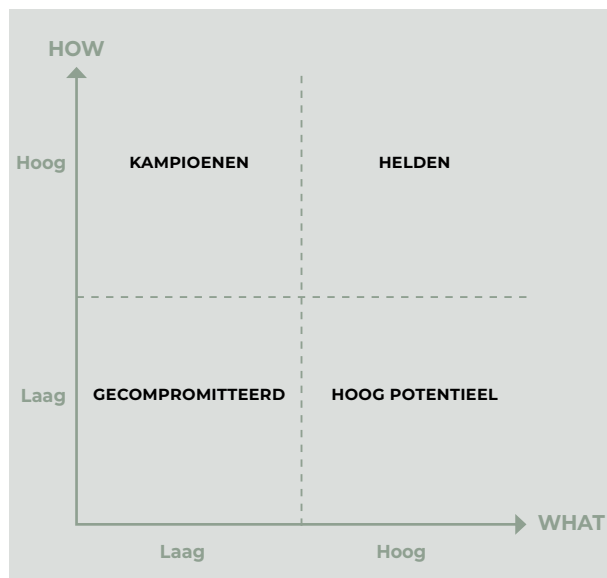 HOW
Hoog
KAMPIOENEN
HELDEN
Laag
GECOMPROMITTEERD
HOOG POTENTIEEL
WHAT
Laag
Hoog